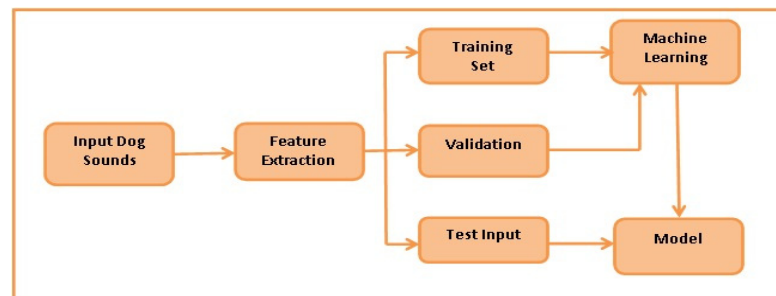 Input Dog
Sounds
Feature
Extraction
Training
Set
Validation
Test Input
Machine
Learning
Model